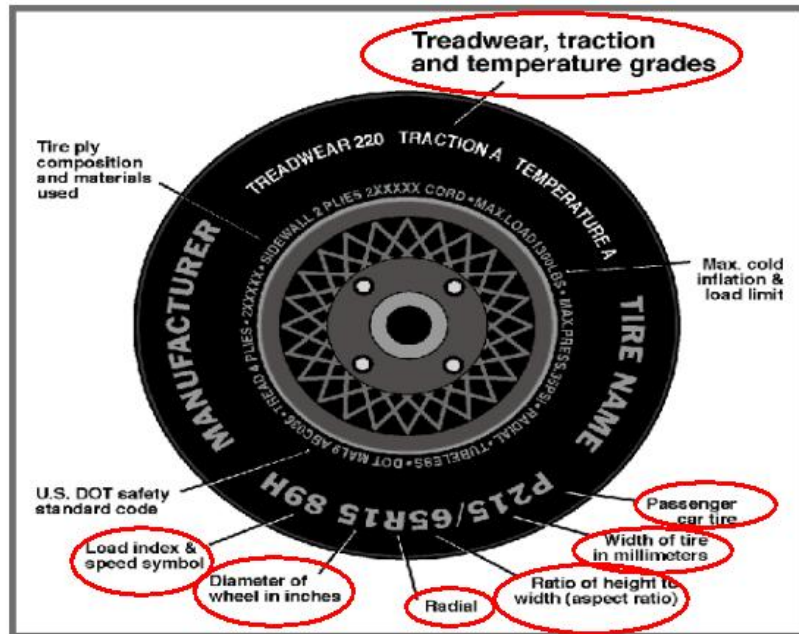 Treadwear, traction
and temperature grades
Tire ply
composition
and materials
used
TREADWEAR 220 TRACTION A TEMPERATURE A
SIDEWALL 2 PLIES 2XXXXX CORD • MAX. LOAD 1300LBS • MAX. PRESS. 35PSI • RADIAL • TUBELESS • DOT MAL9 ABC036 • TREAD 4 PLIES • 2XXXXX •
MANUFACTURER
TIRE NAME
Max. cold
inflation &
load limit
U.S. DOT safety
standard code
P215/65R15 89H
Load index &
speed symbol
Diameter of
wheel in inches
Radial
Ratio of height to
width (aspect ratio)
Width of tire
in millimeters
Passenger
car tire